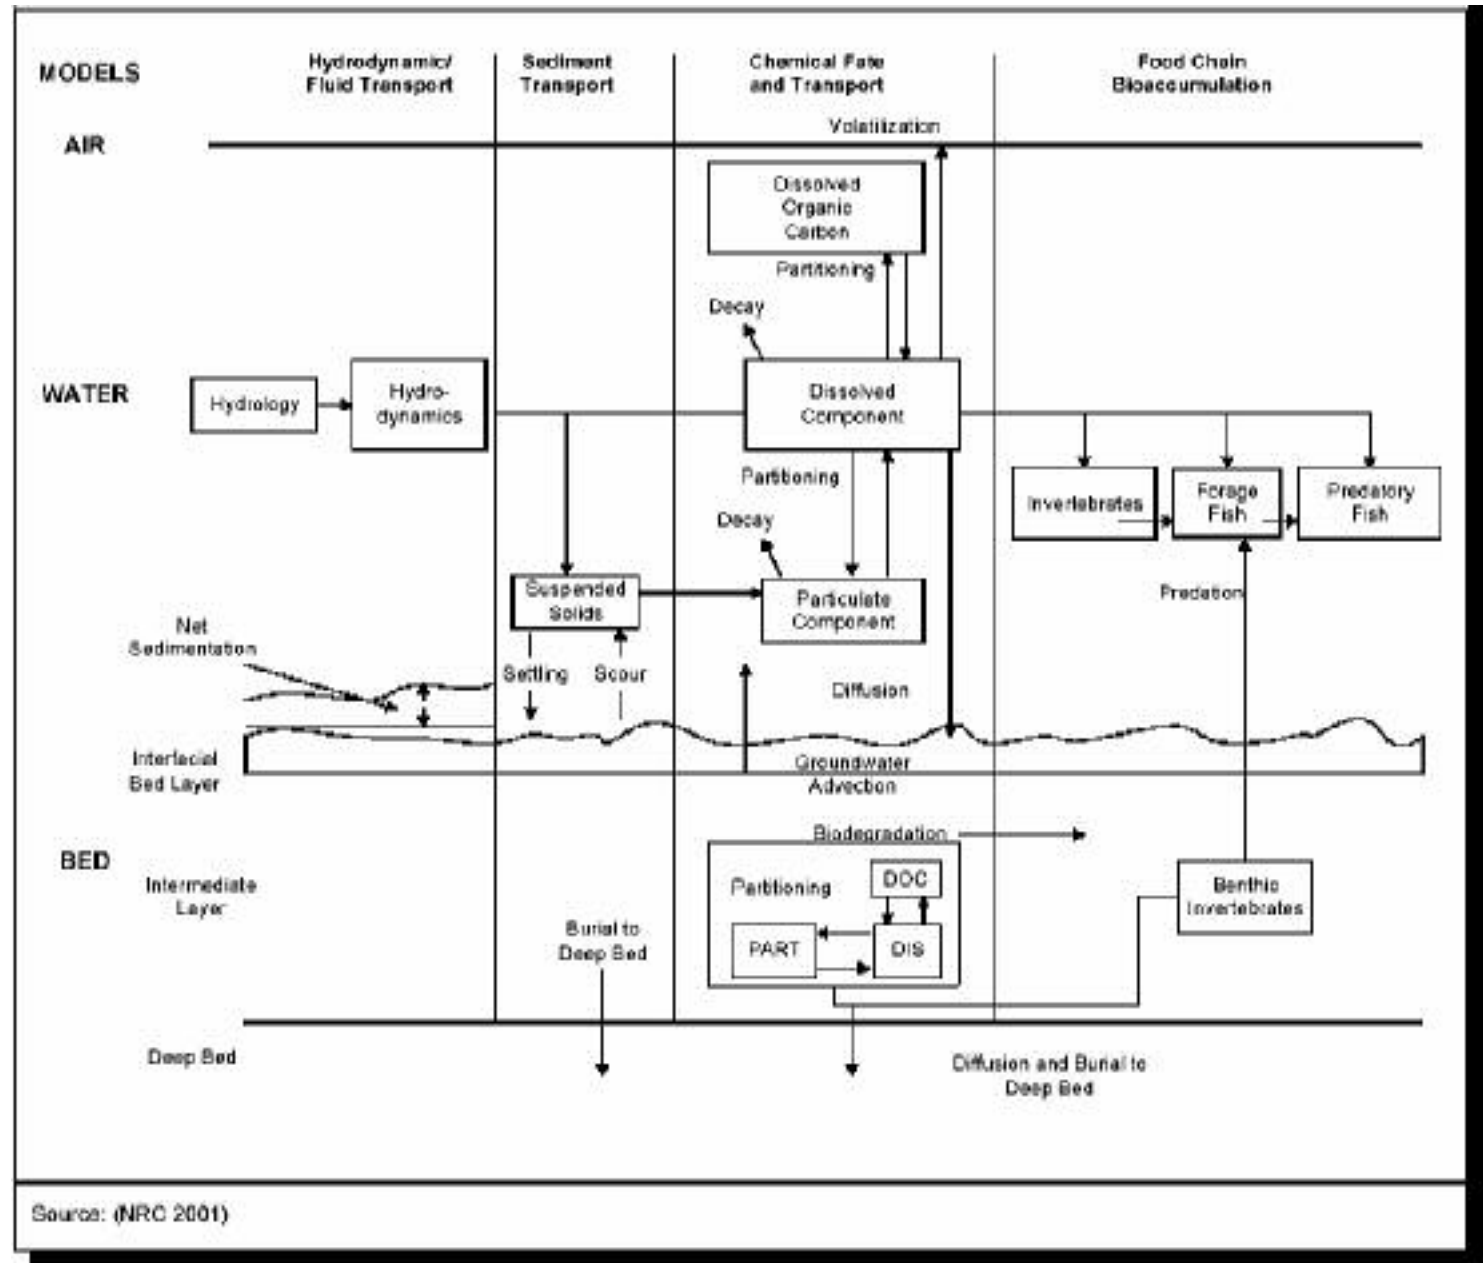 MODELS
Hydrodynamic/
Fluid Transport
Sediment
Transport
Chemical Fate
and Transport
Food Chain
Bioaccumulation
AIR
Volatilization
Dissolved
Organic
Carbon
Partitioning
Decay
WATER
Hydrology
Hydro-
dynamics
Dissolved
Component
Partitioning
Invertebrates
Forage
Fish
Predatory
Fish
Decay
Suspended
Solids
Particulate
Component
Predation
Net
Sedimentation
Settling
Scour
Diffusion
Interfacial
Bed Layer
Groundwater
Advection
Biodegradation
BED
Intermediate
Layer
Partitioning
DOC
PART
DIS
Benthic
Invertebrates
Burial to
Deep Bed
Deep Bed
Diffusion and Burial to
Deep Bed
Source: (NRC 2001)